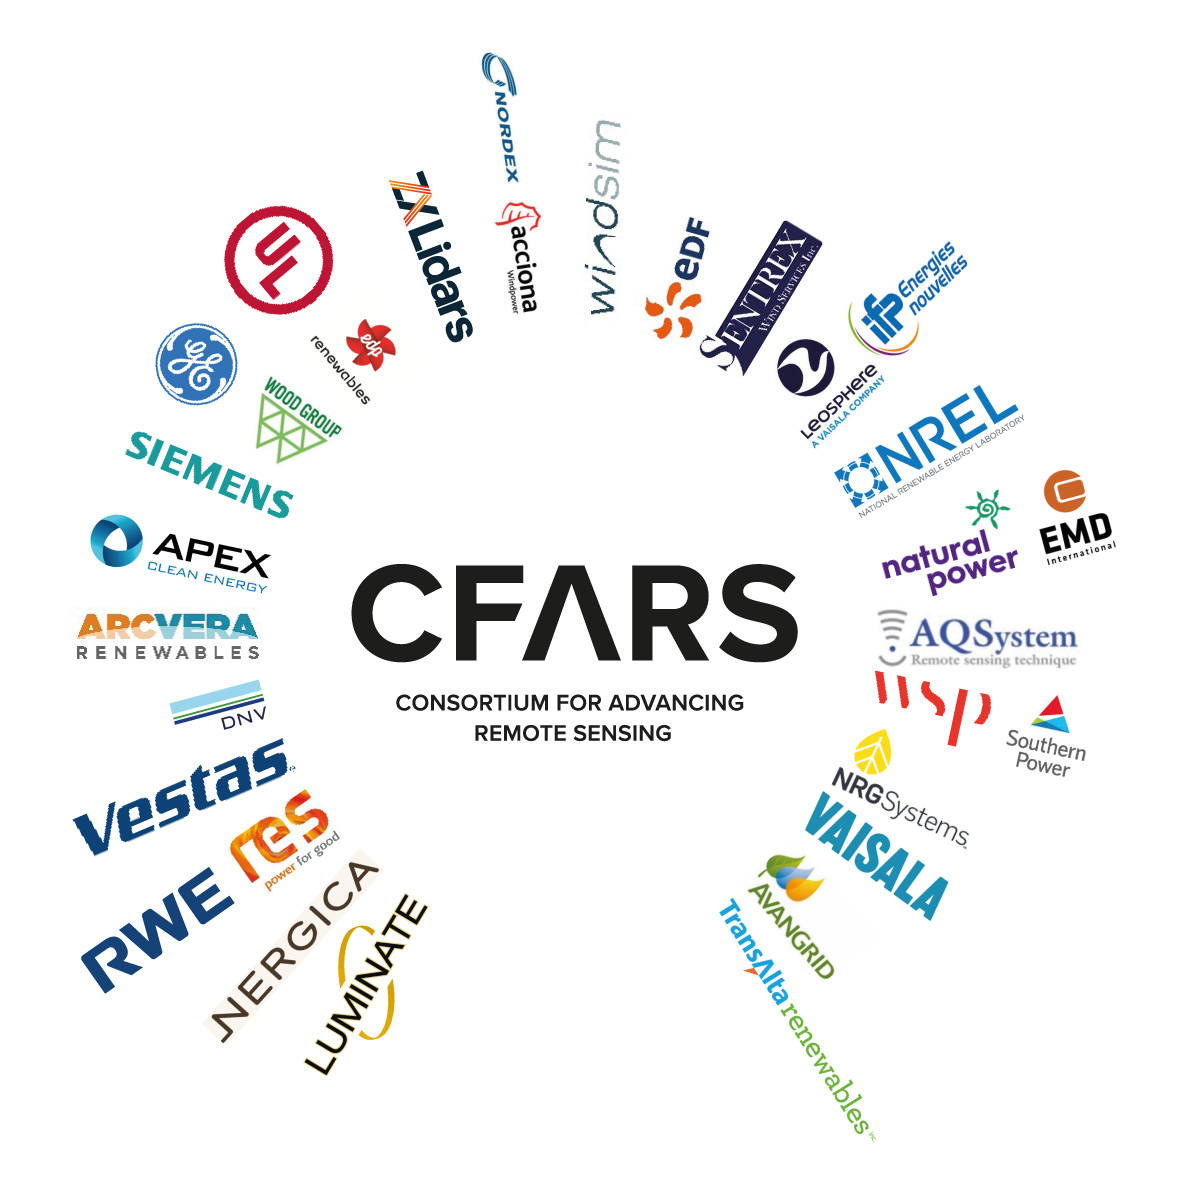 NORDEX
acciona
Windpower
windsim
ZX Lidars
eDF
SENTREX
WIND SERVICES INC.
ifp Énergies
nouvelles
UL
edp
renewables
GE
WOOD GROUP
LEOSPHERE
A VAISALA COMPANY
NREL
NATIONAL RENEWABLE ENERGY LABORATORY
SIEMENS
EMD
International
natural
power
APEX
CLEAN ENERGY
CFARS
CONSORTIUM FOR ADVANCING
REMOTE SENSING
ARCVERA
RENEWABLES
AQSystem
Remote sensing technique
DNV
wsp
Southern
Power
Vestas
NRGSystems
res
power for good
VAISALA
RWE
AVANGRID
NERGICA
LUMINATE
TransAlta renewables inc.